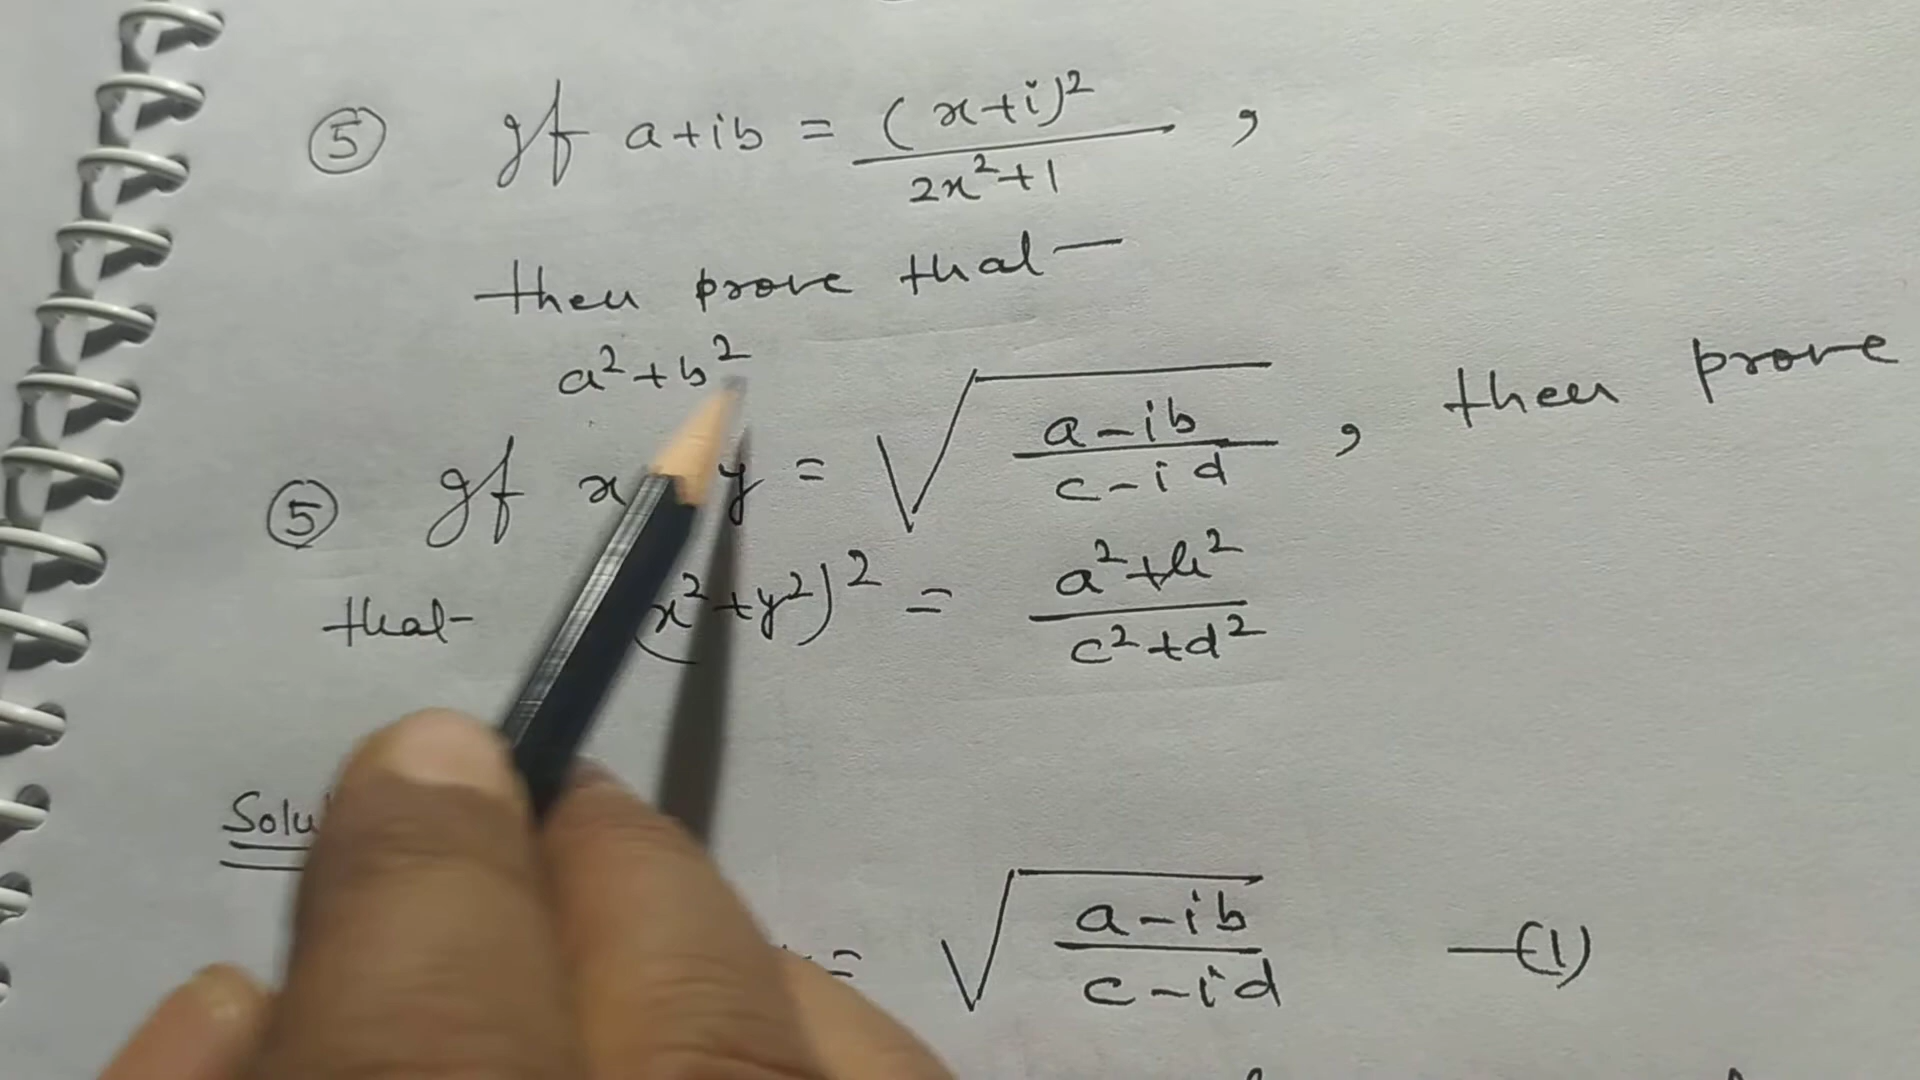 ⑤ If a+ib = (x+i)² / 2x²+1 ,
then prove that—
a²+b²
⑤ If x y = √(a-ib / c-id) , then prove
that- (x²+y²)² = a²+b² / c²+d²
Solu
= √(a-ib / c-id) —(1)